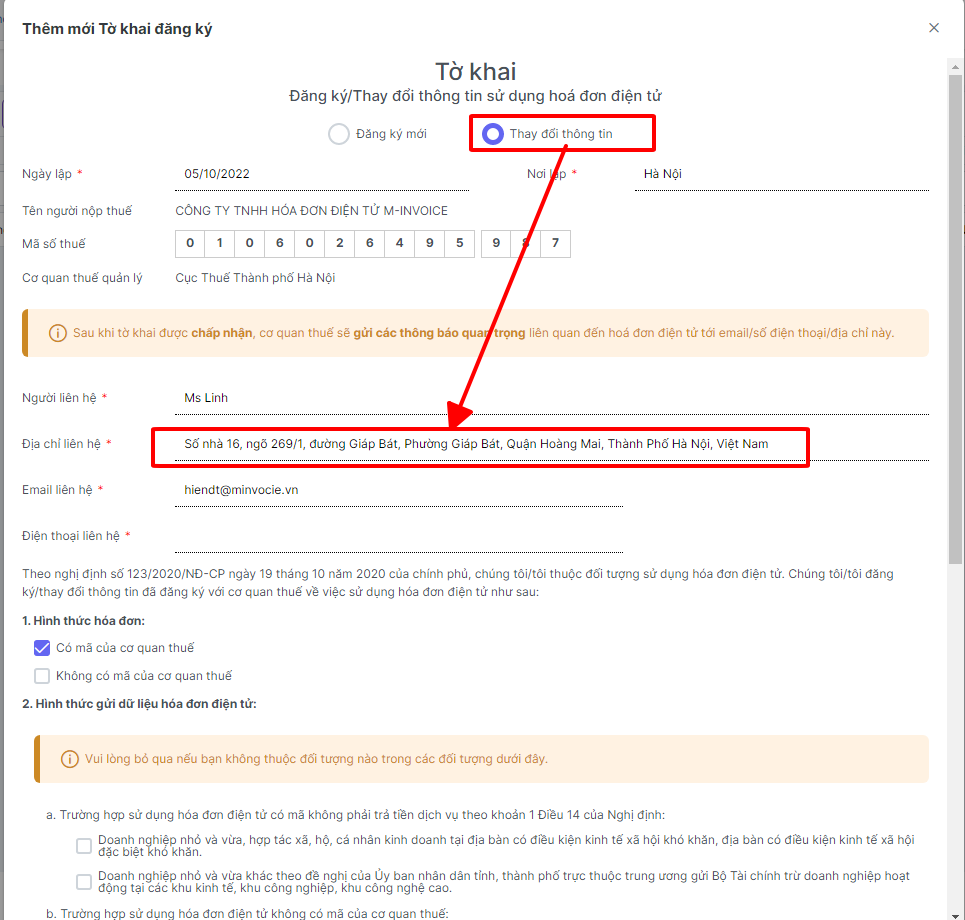 Thêm mới Tờ khai đăng ký
Tờ khai
Đăng ký/Thay đổi thông tin sử dụng hoá đơn điện tử
Đăng ký mới Thay đổi thông tin
Ngày lập * 05/10/2022 Nơi lập * Hà Nội
Tên người nộp thuế CÔNG TY TNHH HÓA ĐƠN ĐIỆN TỬ M-INVOICE
Mã số thuế 0 1 0 6 0 2 6 4 9 5 9 8 7
Cơ quan thuế quản lý Cục Thuế Thành phố Hà Nội
Sau khi tờ khai được chấp nhận, cơ quan thuế sẽ gửi các thông báo quan trọng liên quan đến hoá đơn điện tử tới email/số điện thoại/địa chỉ này.
Người liên hệ * Ms Linh
Địa chỉ liên hệ * Số nhà 16, ngõ 269/1, đường Giáp Bát, Phường Giáp Bát, Quận Hoàng Mai, Thành Phố Hà Nội, Việt Nam
Email liên hệ * hiendt@minvocie.vn
Điện thoại liên hệ *
Theo nghị định số 123/2020/NĐ-CP ngày 19 tháng 10 năm 2020 của chính phủ, chúng tôi/tôi thuộc đối tượng sử dụng hóa đơn điện tử. Chúng tôi/tôi đăng
ký/thay đổi thông tin đã đăng ký với cơ quan thuế về việc sử dụng hóa đơn điện tử như sau:
1. Hình thức hóa đơn:
Có mã của cơ quan thuế
Không có mã của cơ quan thuế
2. Hình thức gửi dữ liệu hóa đơn điện tử:
Vui lòng bỏ qua nếu bạn không thuộc đối tượng nào trong các đối tượng dưới đây.
a. Trường hợp sử dụng hóa đơn điện tử có mã không phải trả tiền dịch vụ theo khoản 1 Điều 14 của Nghị định:
Doanh nghiệp nhỏ và vừa, hợp tác xã, hộ, cá nhân kinh doanh tại địa bàn có điều kiện kinh tế xã hội khó khăn, địa bàn có điều kiện kinh tế xã hội
đặc biệt khó khăn.
Doanh nghiệp nhỏ và vừa khác theo đề nghị của Ủy ban nhân dân tỉnh, thành phố trực thuộc trung ương gửi Bộ Tài chính trừ doanh nghiệp hoạt
động tại các khu kinh tế, khu công nghiệp, khu công nghệ cao.
b. Trường hợp sử dụng hóa đơn điện tử không có mã của cơ quan thuế: